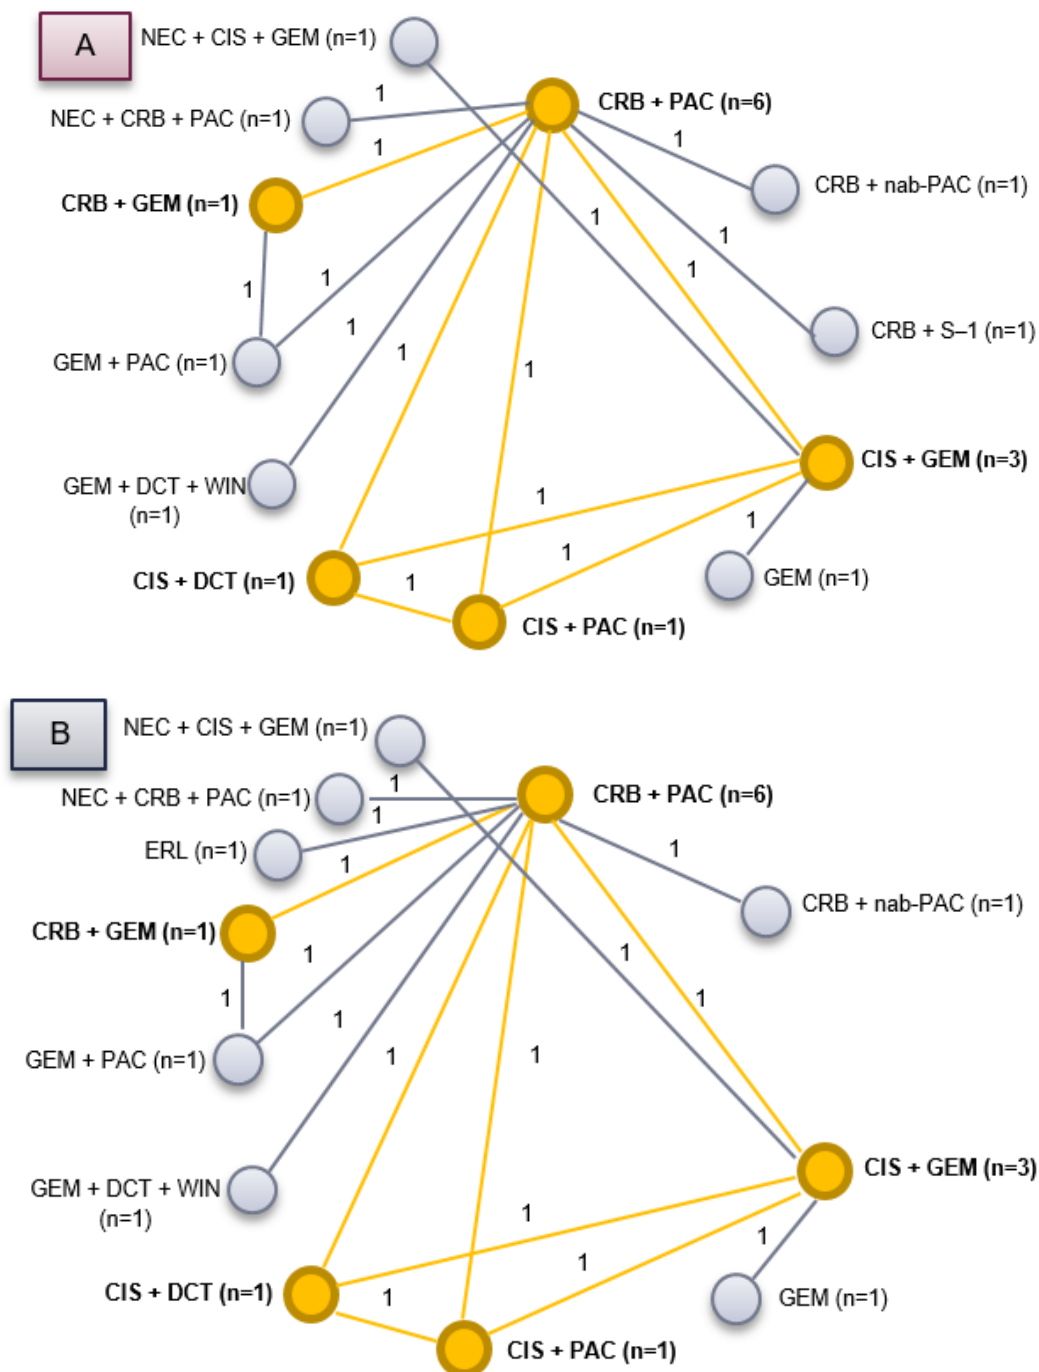 A
NEC + CIS + GEM (n=1)
CRB + PAC (n=6)
1
NEC + CRB + PAC (n=1)
1
1
CRB + nab-PAC (n=1)
CRB + GEM (n=1)
1
1
1
1
1
1
CRB + S–1 (n=1)
1
1
GEM + PAC (n=1)
1
CIS + GEM (n=3)
GEM + DCT + WIN
(n=1)
1
1
1
CIS + DCT (n=1)
1
GEM (n=1)
CIS + PAC (n=1)
B
NEC + CIS + GEM (n=1)
1
CRB + PAC (n=6)
NEC + CRB + PAC (n=1)
1
ERL (n=1)
1
1
CRB + nab-PAC (n=1)
CRB + GEM (n=1)
1
1
1
1
1
GEM + PAC (n=1)
1
1
CIS + GEM (n=3)
GEM + DCT + WIN
(n=1)
1
1
1
CIS + DCT (n=1)
1
GEM (n=1)
CIS + PAC (n=1)